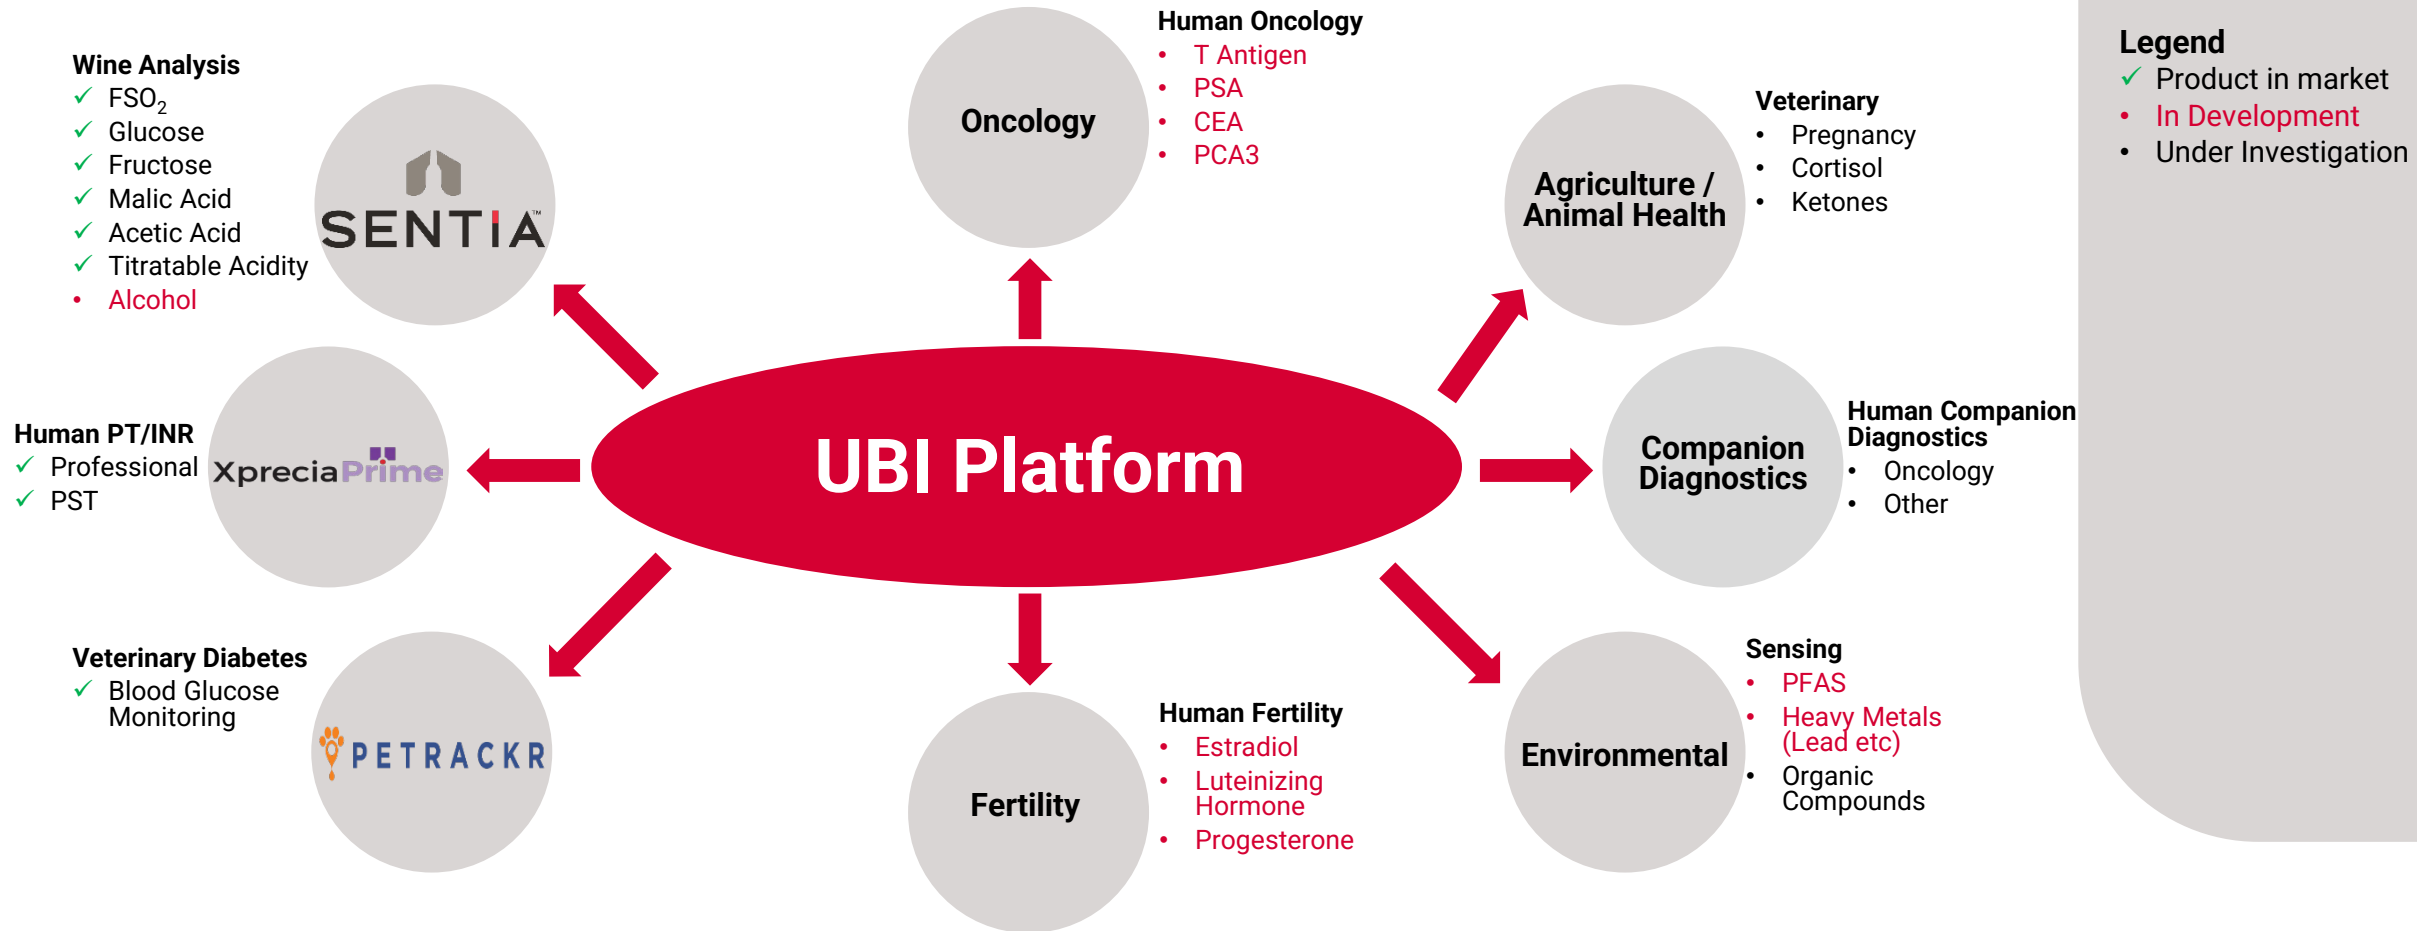 Wine Analysis
✓ FSO₂
✓ Glucose
✓ Fructose
✓ Malic Acid
✓ Acetic Acid
✓ Titratable Acidity
• Alcohol
SENTIA™
Human PT/INR
✓ Professional
✓ PST
XpreciaPrime
Veterinary Diabetes
✓ Blood Glucose
Monitoring
PETRACKR
UBI Platform
Oncology
Human Oncology
• T Antigen
• PSA
• CEA
• PCA3
Fertility
Human Fertility
• Estradiol
• Luteinizing
Hormone
• Progesterone
Agriculture /
Animal Health
Veterinary
• Pregnancy
• Cortisol
• Ketones
Companion
Diagnostics
Human Companion
Diagnostics
• Oncology
• Other
Environmental
Sensing
• PFAS
• Heavy Metals
(Lead etc)
• Organic
Compounds
Legend
✓ Product in market
• In Development
• Under Investigation